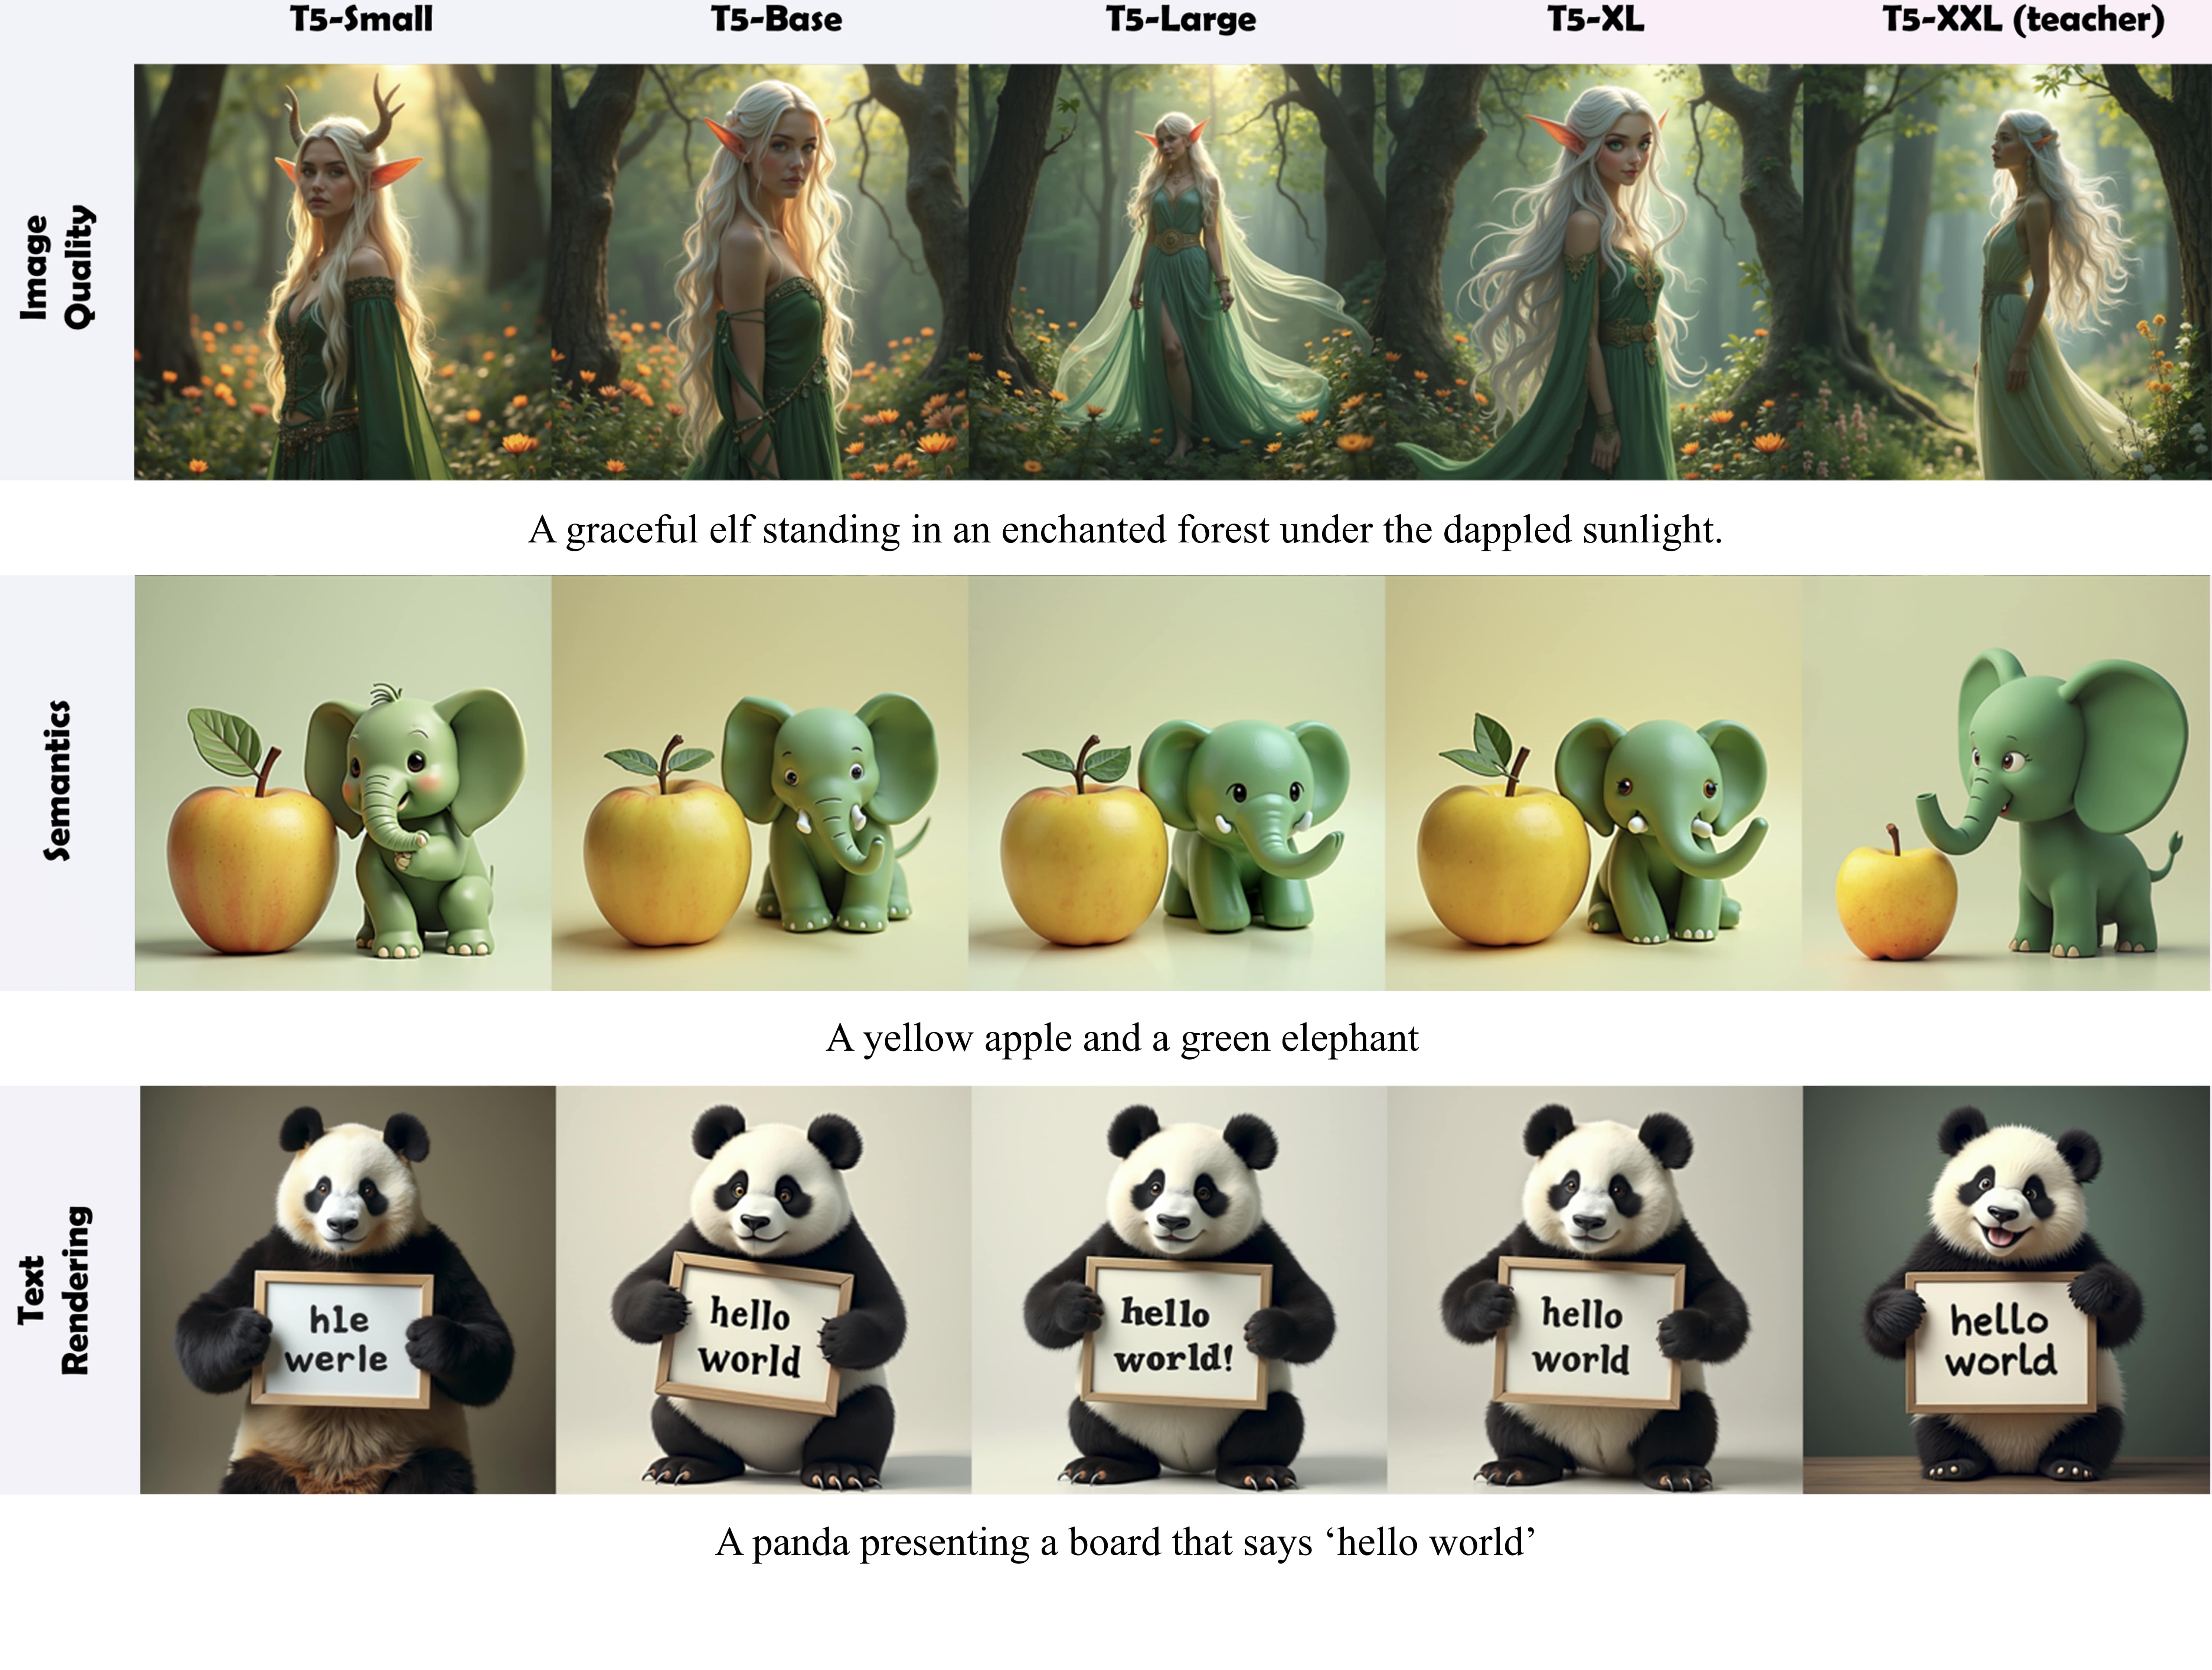 T5-Small T5-Base T5-Large T5-XL T5-XXL (teacher)
Image
Quality
A graceful elf standing in an enchanted forest under the dappled sunlight.
Semantics
A yellow apple and a green elephant
Text
Rendering
hle
werle
hello
world
hello
world!
hello
world
hello
world
A panda presenting a board that says ‘hello world’